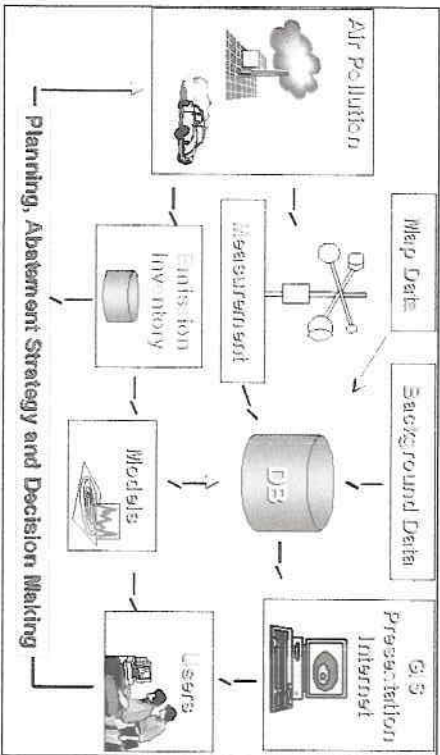 Map Data
Background Data
Air Pollution
Measurement
DB
GIS
Presentation
Internet
Emission
Inventory
Models
Users
Planning, Abatement Strategy and Decision Making